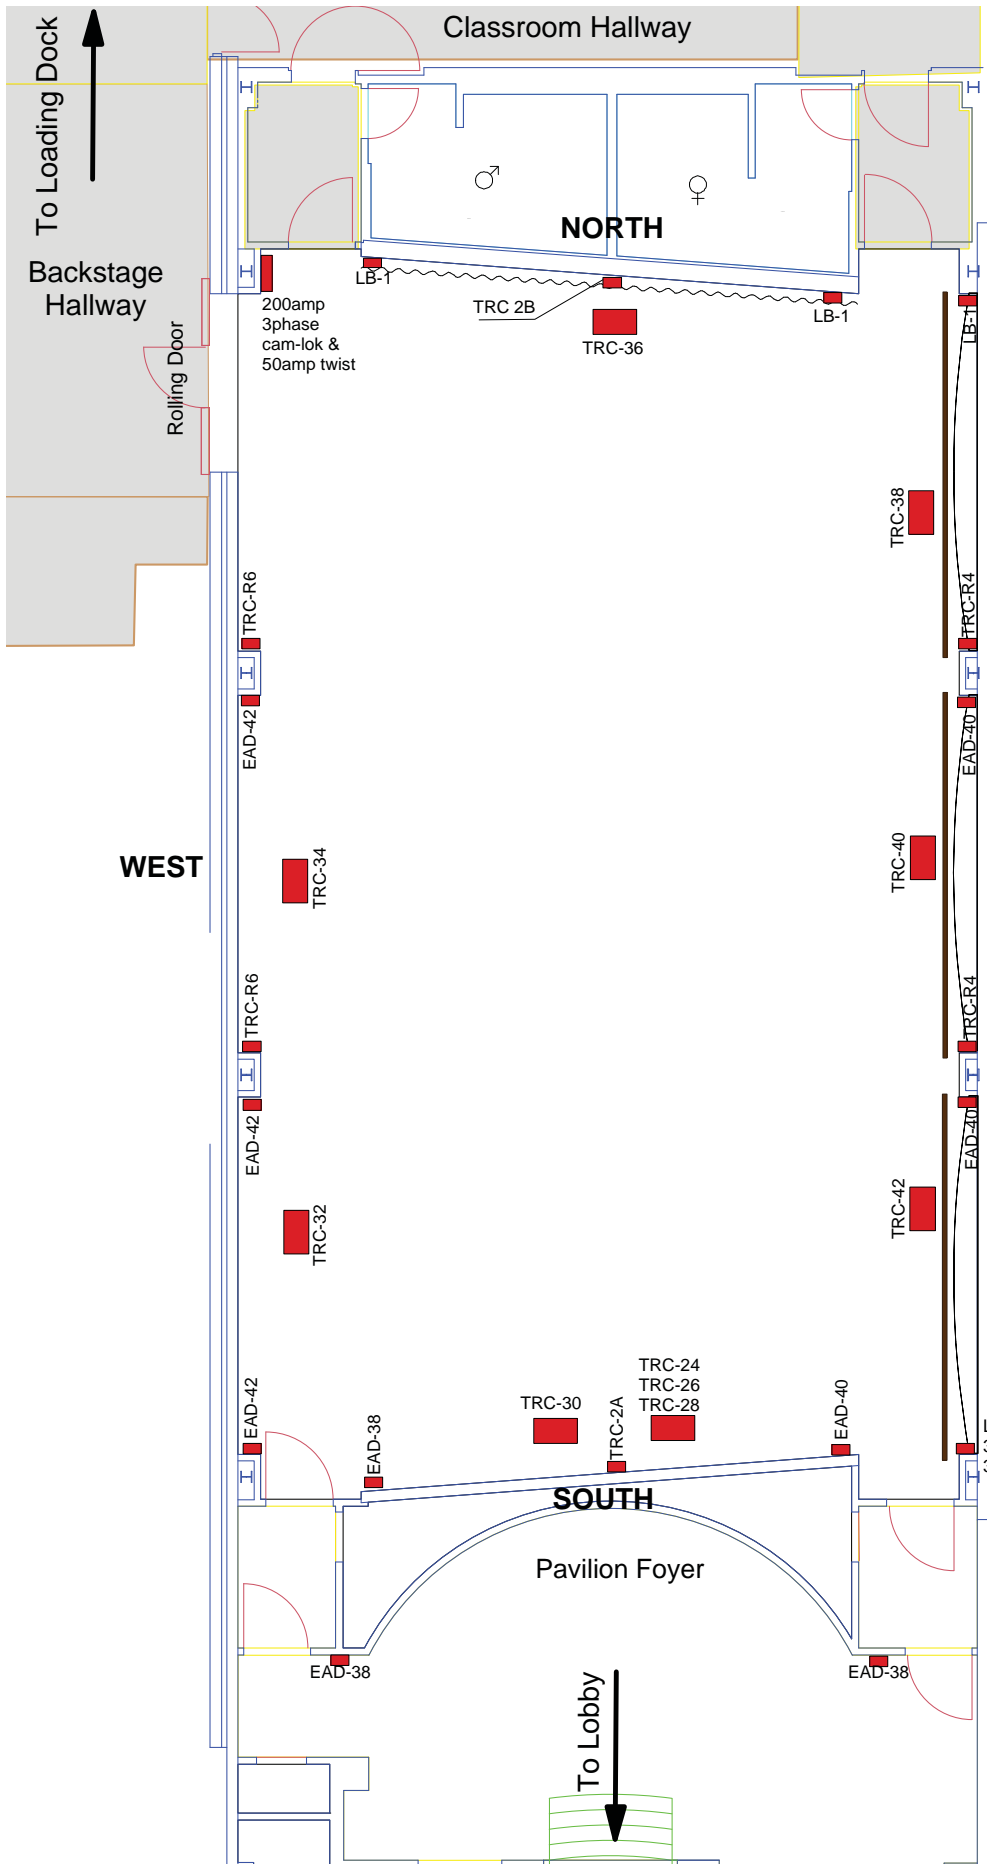 Classroom Hallway
To Loading Dock
NORTH
Backstage
Hallway
LB-1
TRC 2B
LB-1
LB-1
200amp
3phase
cam-lok &
50amp twist
TRC-36
Rolling Door
TRC-38
TRC-R6
TRC-R4
EAD-42
EAD-40
WEST
TRC-34
TRC-40
TRC-R6
TRC-R4
EAD-42
EAD-40
TRC-32
TRC-42
TRC-24
TRC-26
TRC-28
TRC-30
TRC-2A
EAD-42
EAD-38
EAD-40
SOUTH
Pavilion Foyer
EAD-38
EAD-38
To Lobby